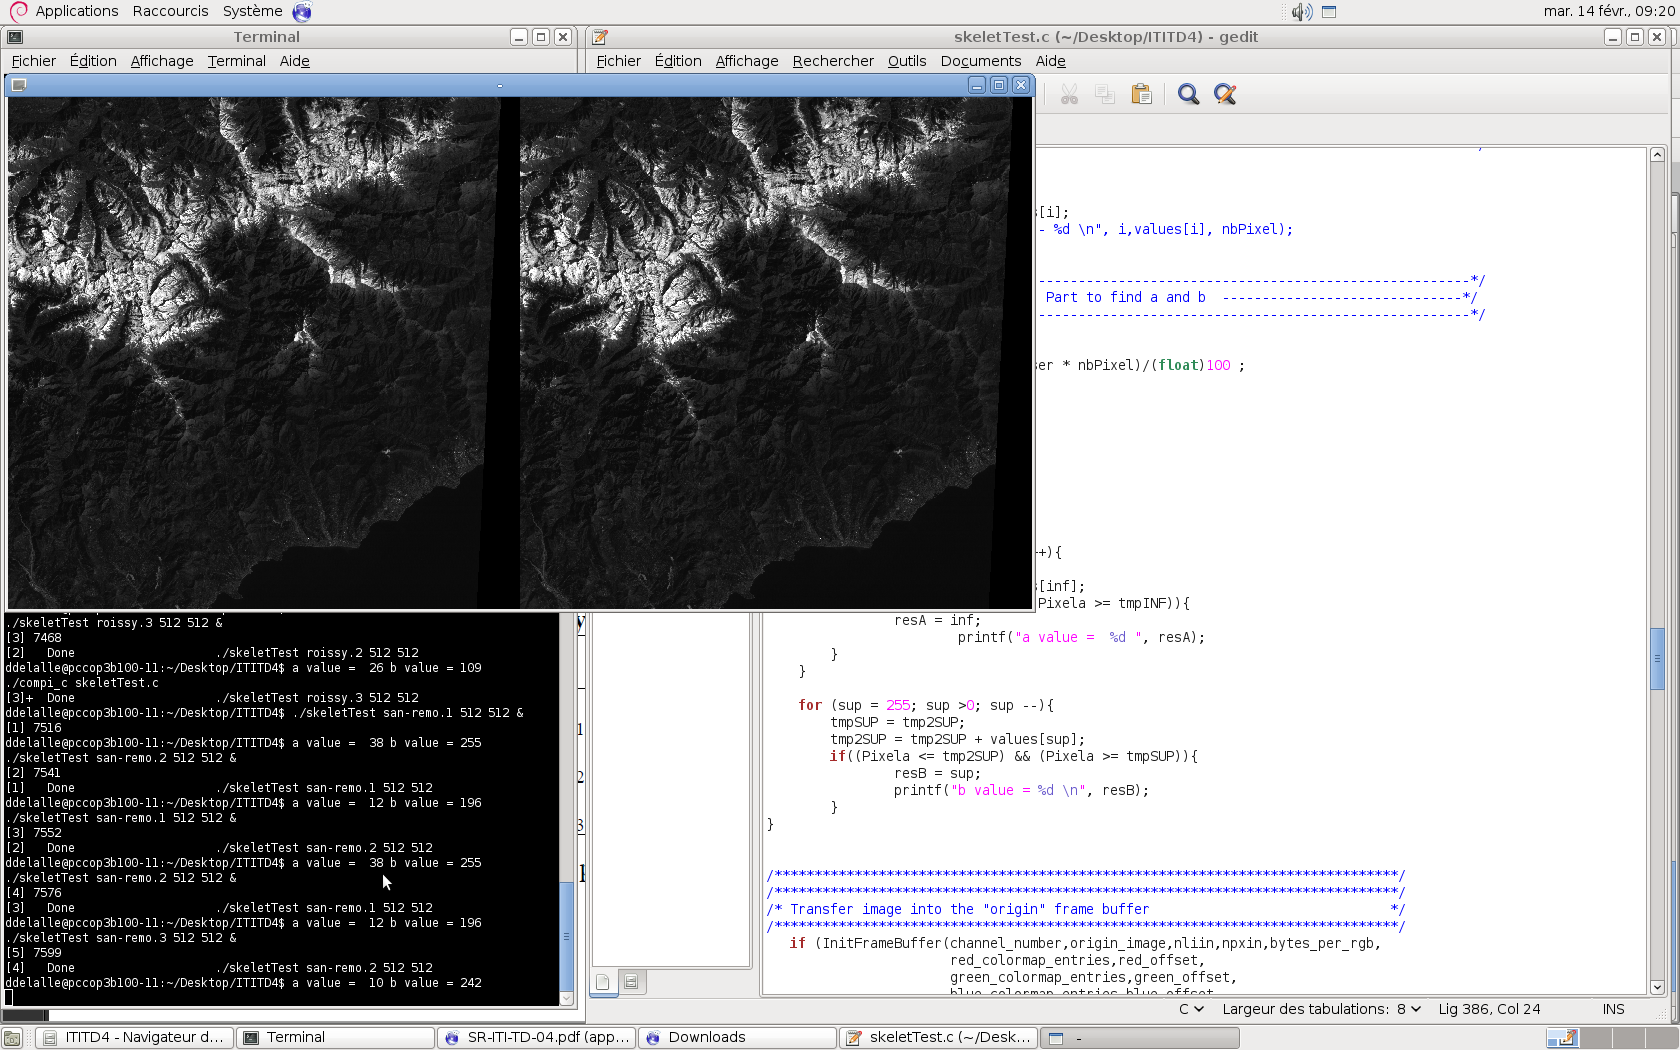 Applications Raccourcis Système
mar. 14 févr., 09:20
Terminal
Fichier Édition Affichage Terminal Aide
skeletTest.c (~/Desktop/ITITD4) - gedit
Fichier Édition Affichage Rechercher Outils Documents Aide
-
s[i];
- %d \n", i,values[i], nbPixel);
-----------------------------------------------------*/
Part to find a and b ------------------------------*/
-----------------------------------------------------*/
ser * nbPixel)/(float)100 ;
++){
s[inf];
Pixela >= tmpINF)){
resA = inf;
printf("a value =  %d ", resA);
}
}
for (sup = 255; sup >0; sup --){
tmpSUP = tmp2SUP;
tmp2SUP = tmp2SUP + values[sup];
if((Pixela <= tmp2SUP) && (Pixela >= tmpSUP)){
resB = sup;
printf("b value = %d \n", resB);
}
}
/******************************************************************************/
/******************************************************************************/
/* Transfer image into the "origin" frame buffer */
/******************************************************************************/
if (InitFrameBuffer(channel_number,origin_image,nliin,npxin,bytes_per_rgb,
red_colormap_entries,red_offset,
green_colormap_entries,green_offset,
blue_colormap_entries,blue_offset,
./skeletTest roissy.3 512 512 &
[3] 7468
[2]   Done                 ./skeletTest roissy.2 512 512
ddelalle@pccop3b100-11:~/Desktop/ITITD4$ a value =  26 b value = 109
./compi_c skeletTest.c
[3]+  Done                 ./skeletTest roissy.3 512 512
ddelalle@pccop3b100-11:~/Desktop/ITITD4$ ./skeletTest san-remo.1 512 512 &
[1] 7516
ddelalle@pccop3b100-11:~/Desktop/ITITD4$ a value =  38 b value = 255
./skeletTest san-remo.2 512 512 &
[2] 7541
[1]   Done                 ./skeletTest san-remo.1 512 512
ddelalle@pccop3b100-11:~/Desktop/ITITD4$ a value =  12 b value = 196
./skeletTest san-remo.1 512 512 &
[3] 7552
[2]   Done                 ./skeletTest san-remo.2 512 512
ddelalle@pccop3b100-11:~/Desktop/ITITD4$ a value =  38 b value = 255
./skeletTest san-remo.2 512 512 &
[4] 7576
[3]   Done                 ./skeletTest san-remo.1 512 512
ddelalle@pccop3b100-11:~/Desktop/ITITD4$ a value =  12 b value = 196
./skeletTest san-remo.3 512 512 &
[5] 7599
[4]   Done                 ./skeletTest san-remo.2 512 512
ddelalle@pccop3b100-11:~/Desktop/ITITD4$ a value =  10 b value = 242
y
1
2
3
C Largeur des tabulations: 8 Lig 386, Col 24 INS
ITITD4 - Navigateur d... Terminal SR-ITI-TD-04.pdf (app... Downloads skeletTest.c (~/Desk... -